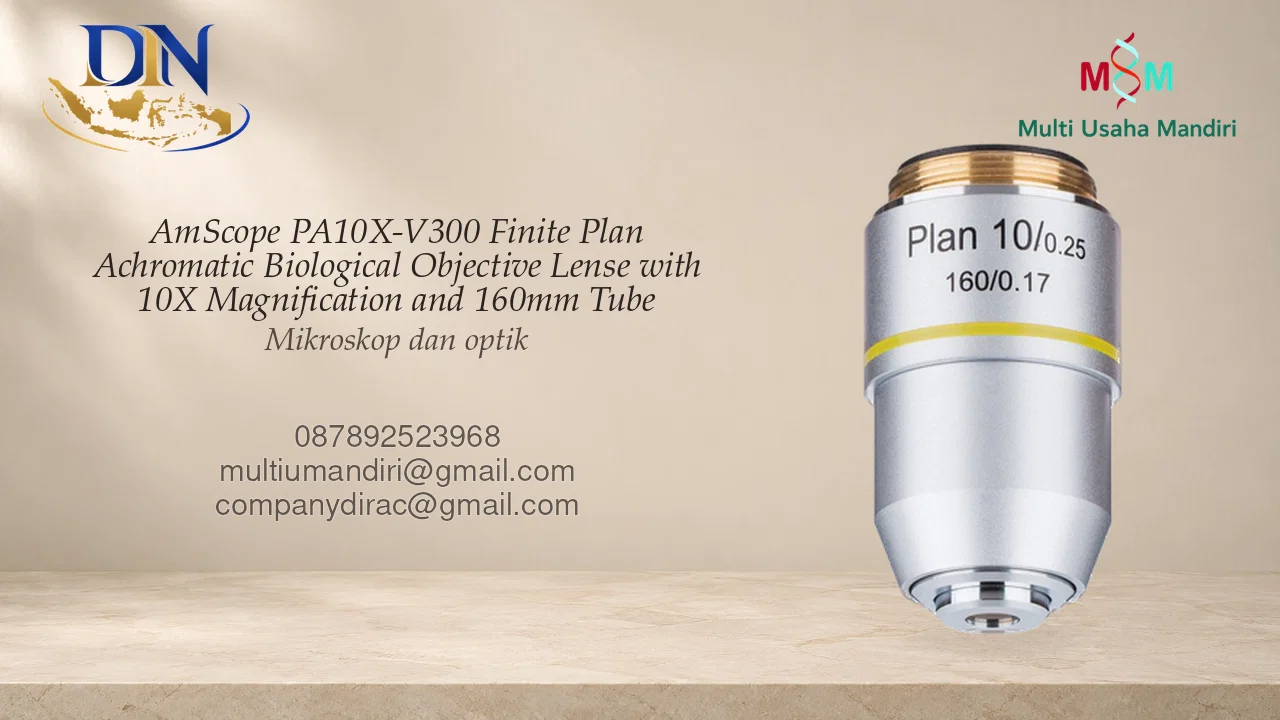 DN
M M
Multi Usaha Mandiri
AmScope PA10X-V300 Finite Plan
Achromatic Biological Objective Lense with
10X Magnification and 160mm Tube
Mikroskop dan optik
087892523968
multiumandiri@gmail.com
companydirac@gmail.com
Plan 10/0.25
160/0.17